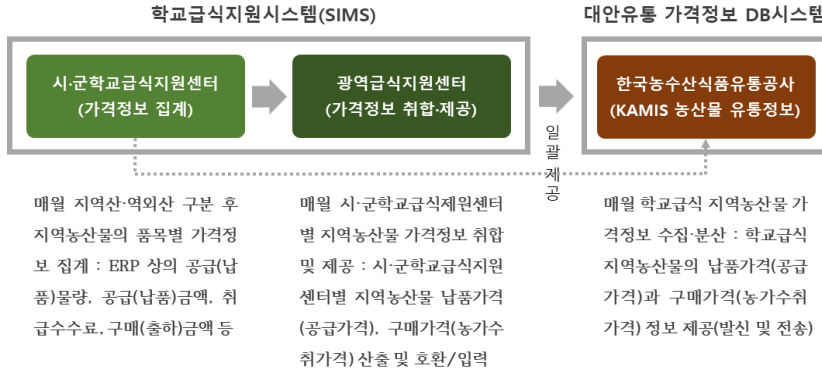 학교급식지원시스템(SIMS)
대안유통 가격정보 DB시스템
시·군학교급식지원센터
(가격정보 집계)
광역급식지원센터
(가격정보 취합·제공)
한국농수산식품유통공사
(KAMIS 농산물 유통정보)
일
괄
제
공
매월 지역산·역외산 구분 후
지역농산물의 품목별 가격정
보 집계 : ERP 상의 공급(납
품)물량, 공급(납품)금액, 취
급수수료, 구매(출하)금액 등
매월 시·군학교급식제원센터
별 지역농산물 가격정보 취합
및 제공 : 시·군학교급식지원
센터별 지역농산물 납품가격
(공급가격), 구매가격(농가수
취가격) 산출 및 호환/입력
매월 학교급식 지역농산물 가
격정보 수집·분산 : 학교급식
지역농산물의 납품가격(공급
가격)과 구매가격(농가수취
가격) 정보 제공(발신 및 전송)